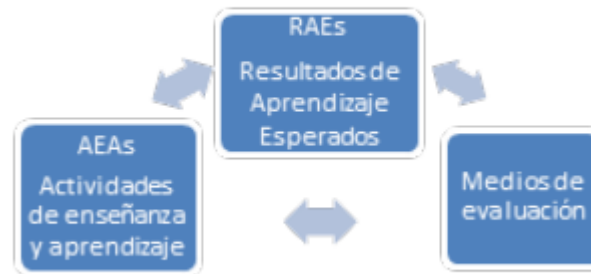 RAEs
Resultados de
Aprendizaje
Esperados
AEAs
Actividades
de enseñanza
y aprendizaje
Medios de
evaluación